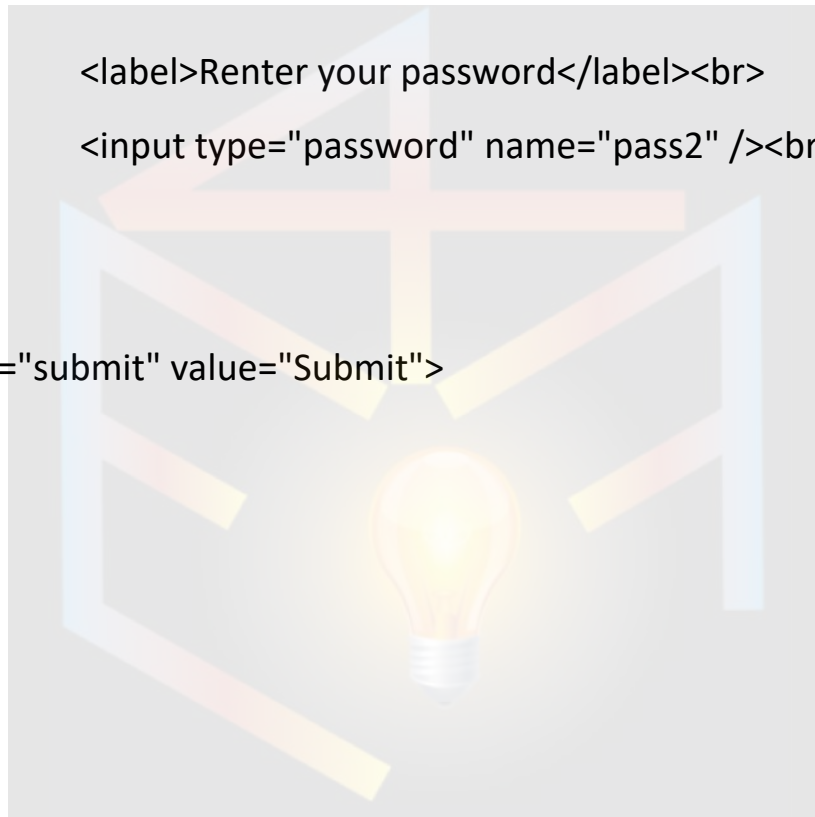 <label>Renter your password</label><br>
<input type="password" name="pass2" /><br
="submit" value="Submit">